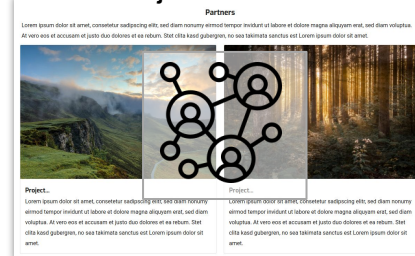 Partners
Lorem ipsum dolor sit amet, consetetur sadipscing elitr, sed diam nonumy eirmod tempor invidunt ut labore et dolore magna aliquyam erat, sed diam voluptua.
At vero eos et accusam et justo duo dolores et ea rebum. Stet clita kasd gubergren, no sea takimata sanctus est Lorem ipsum dolor sit amet.
Project...
Lorem ipsum dolor sit amet, consetetur sadipscing elitr, sed diam nonumy
eirmod tempor invidunt ut labore et dolore magna aliquyam erat, sed diam
voluptua. At vero eos et accusam et justo duo dolores et ea rebum. Stet
clita kasd gubergren, no sea takimata sanctus est Lorem ipsum dolor sit
amet.
Project...
Lorem ipsum dolor sit amet, consetetur sadipscing elitr, sed diam nonumy
eirmod tempor invidunt ut labore et dolore magna aliquyam erat, sed diam
voluptua. At vero eos et accusam et justo duo dolores et ea rebum. Stet
clita kasd gubergren, no sea takimata sanctus est Lorem ipsum dolor sit
amet.